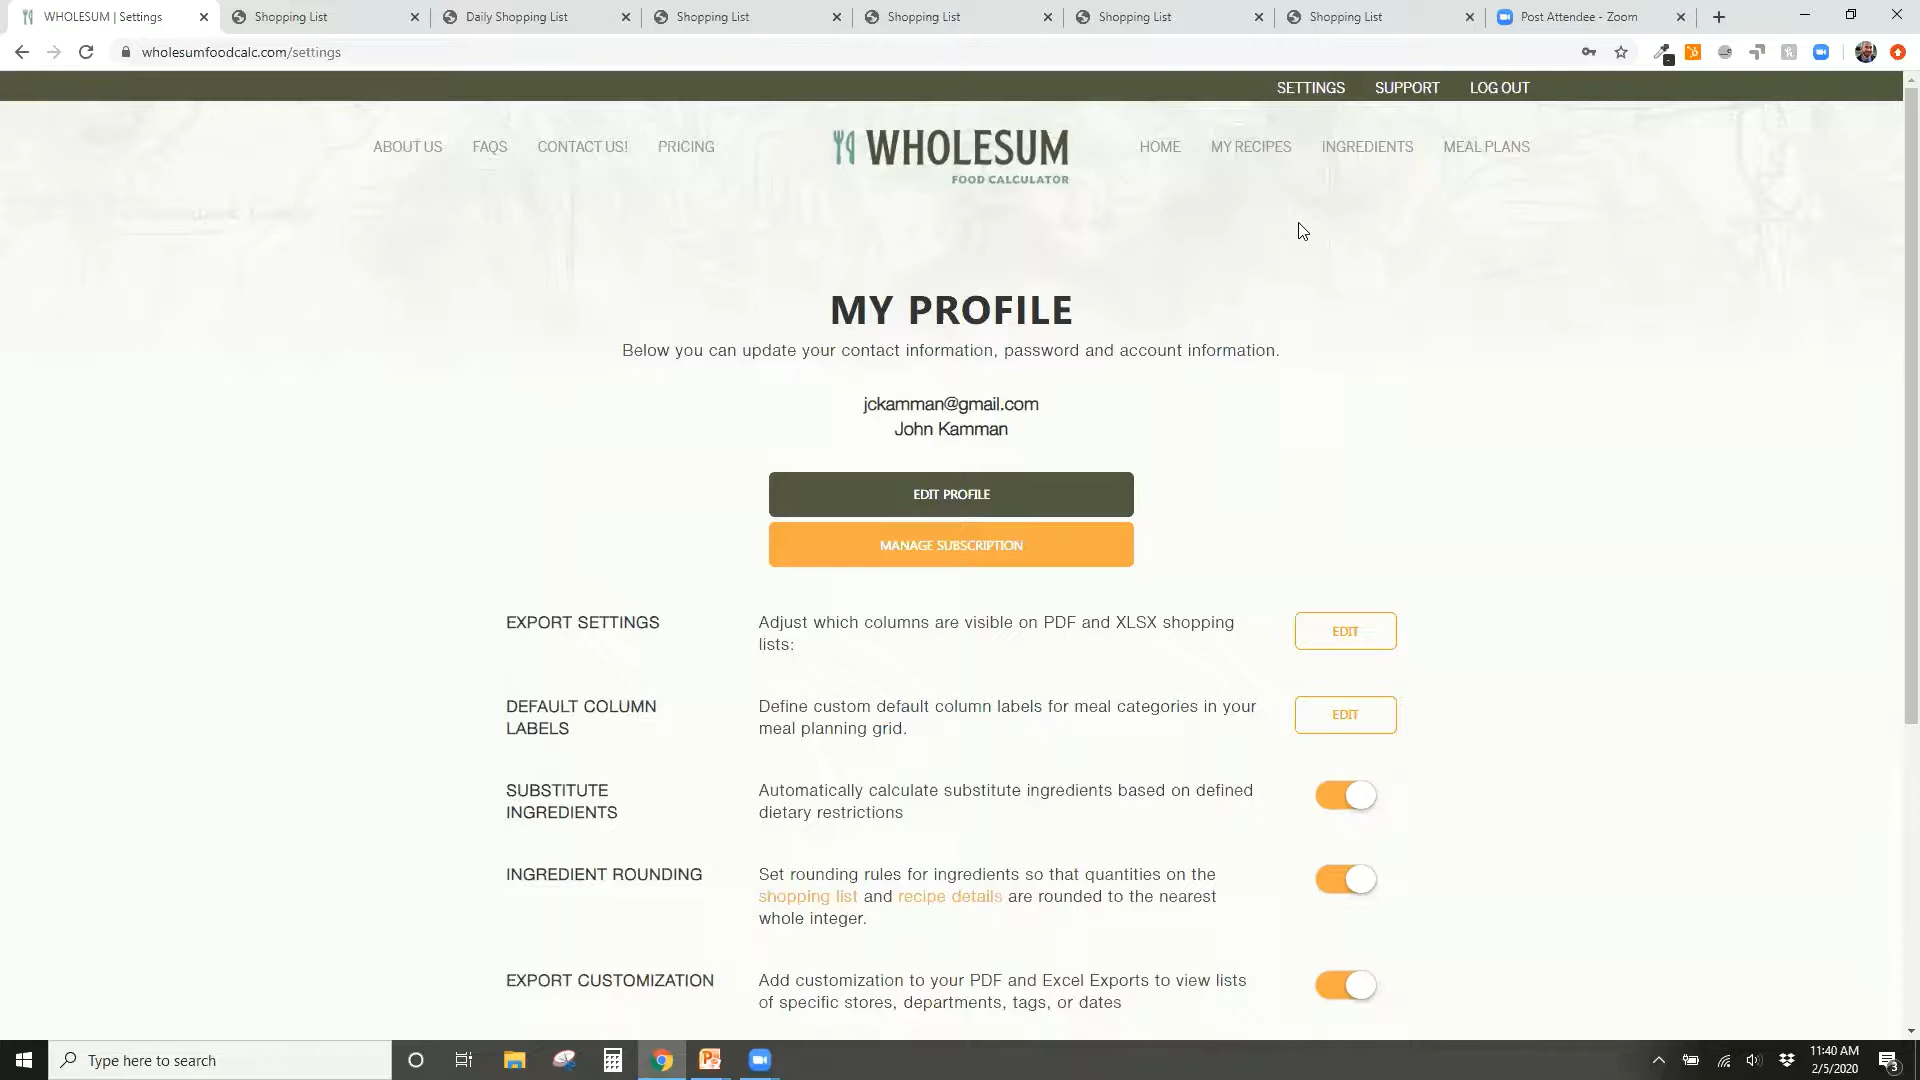 WHOLESUM | Settings
Shopping List
Daily Shopping List
Shopping List
Shopping List
Shopping List
Shopping List
Post Attendee - Zoom
wholesumfoodcalc.com/settings
SETTINGS SUPPORT LOG OUT
ABOUT US FAQS CONTACT US! PRICING
WHOLESUM
FOOD CALCULATOR
HOME MY RECIPES INGREDIENTS MEAL PLANS
MY PROFILE
Below you can update your contact information, password and account information.
jckamman@gmail.com
John Kamman
EDIT PROFILE
MANAGE SUBSCRIPTION
EXPORT SETTINGS
Adjust which columns are visible on PDF and XLSX shopping
lists:
EDIT
DEFAULT COLUMN
LABELS
Define custom default column labels for meal categories in your
meal planning grid.
EDIT
SUBSTITUTE
INGREDIENTS
Automatically calculate substitute ingredients based on defined
dietary restrictions
INGREDIENT ROUNDING
Set rounding rules for ingredients so that quantities on the
shopping list and recipe details are rounded to the nearest
whole integer.
EXPORT CUSTOMIZATION
Add customization to your PDF and Excel Exports to view lists
of specific stores, departments, tags, or dates
Type here to search
11:40 AM
2/5/2020
3